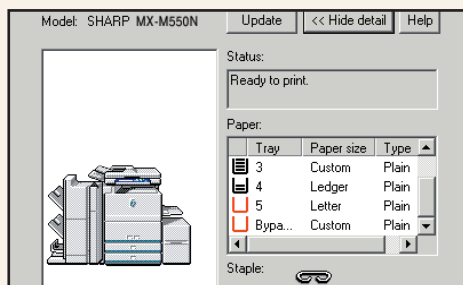 Model: SHARP MX-M550N Update << Hide detail Help
Status:
Ready to print.
Paper:
Tray Paper size Type
3 Custom Plain
4 Ledger Plain
5 Letter Plain
Bypa... Custom Plain
Staple: